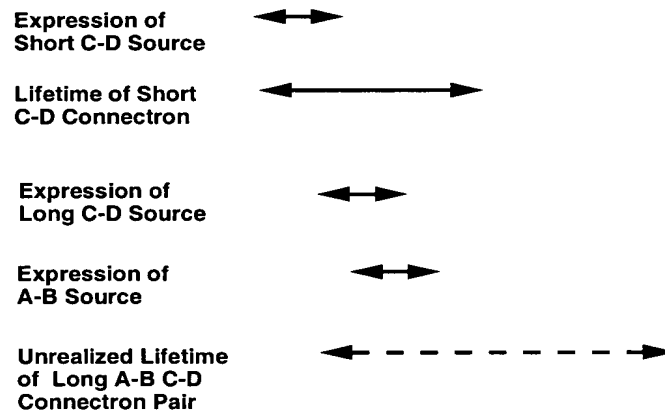 Expression of
Short C-D Source
Lifetime of Short
C-D Connectron
Expression of
Long C-D Source
Expression of
A-B Source
Unrealized Lifetime
of Long A-B C-D
Connectron Pair